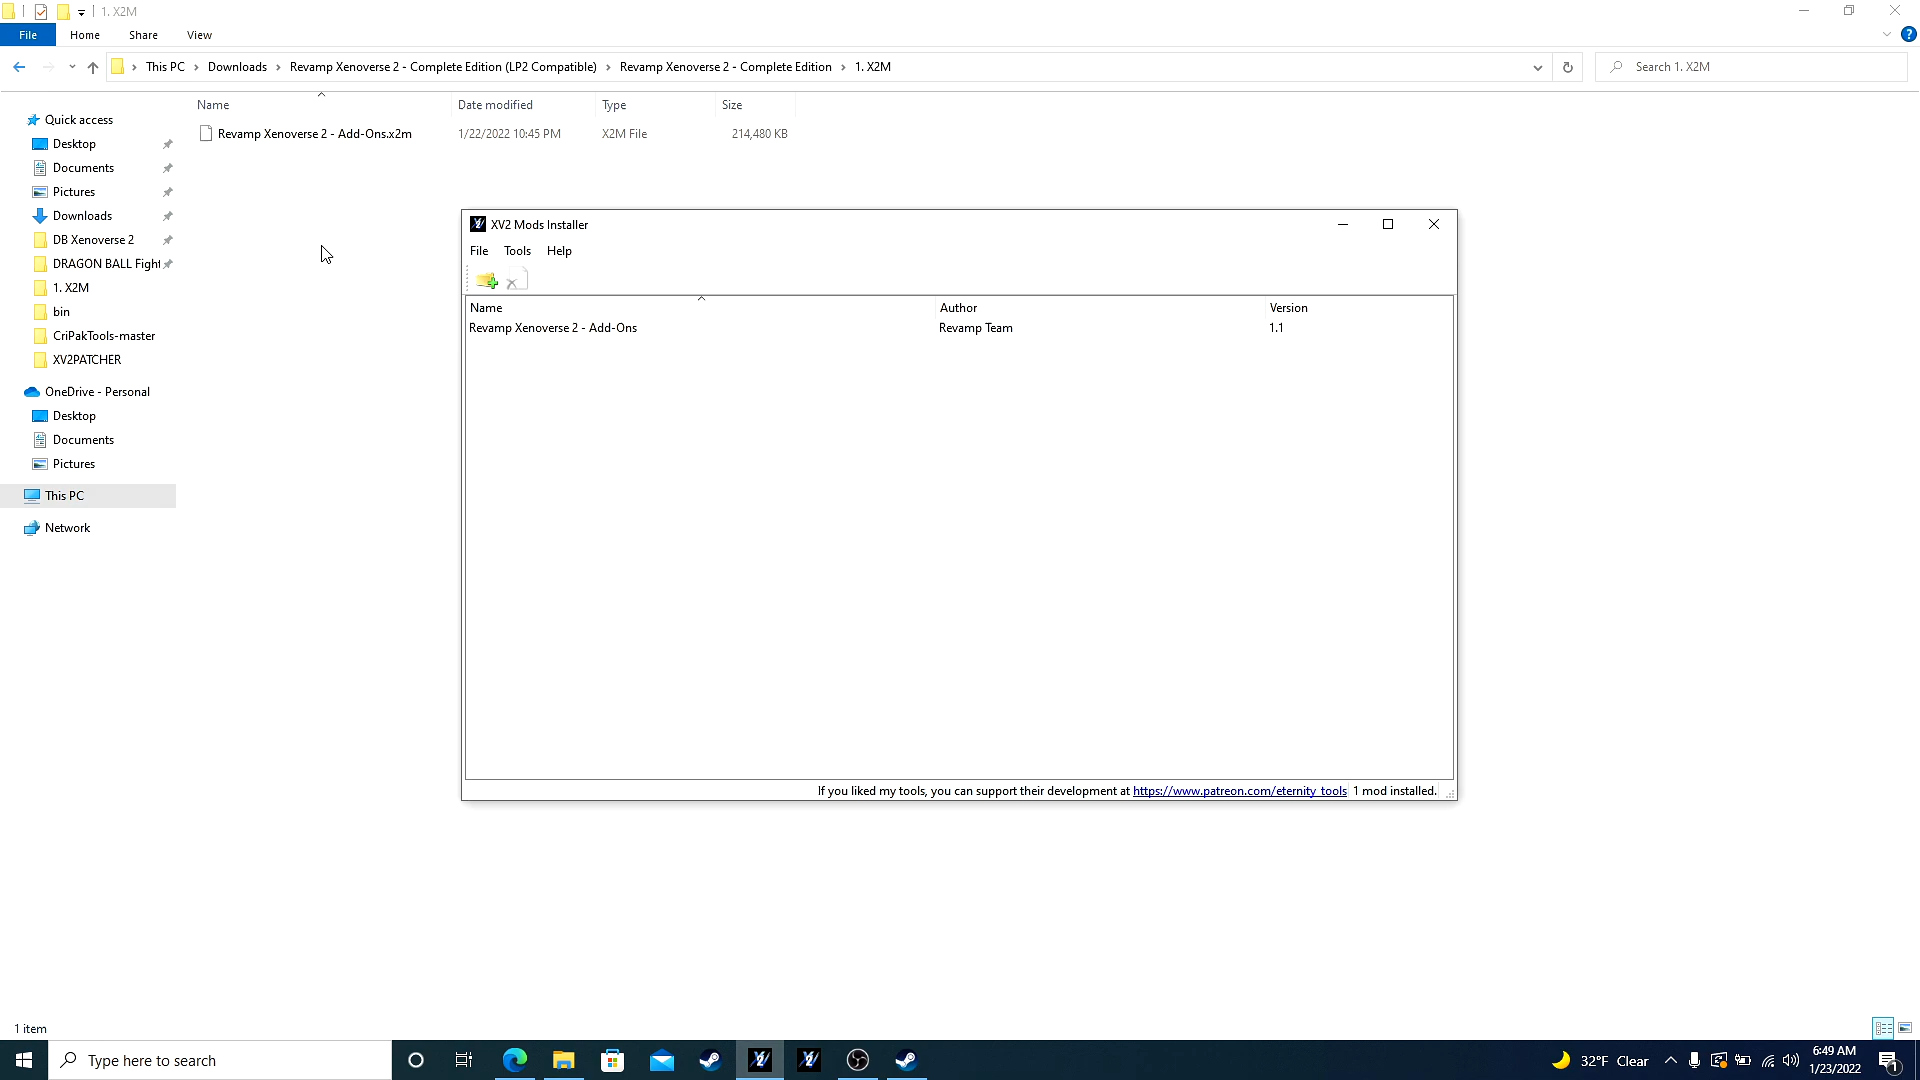 1. X2M
File Home Share View
This PC Downloads Revamp Xenoverse 2 - Complete Edition (LP2 Compatible) Revamp Xenoverse 2 - Complete Edition 1. X2M
Search 1. X2M
Name Date modified Type Size
Revamp Xenoverse 2 - Add-Ons.x2m 1/22/2022 10:45 PM X2M File 214,480 KB
Quick access
Desktop
Documents
Pictures
Downloads
DB Xenoverse 2
DRAGON BALL Fight
1. X2M
bin
CriPakTools-master
XV2PATCHER
OneDrive - Personal
Desktop
Documents
Pictures
This PC
Network
XV2 Mods Installer
File Tools Help
Name Author Version
Revamp Xenoverse 2 - Add-Ons Revamp Team 1.1
If you liked my tools, you can support their development at https://www.patreon.com/eternity_tools 1 mod installed.
1 item
Type here to search
32°F Clear
6:49 AM
1/23/2022
1